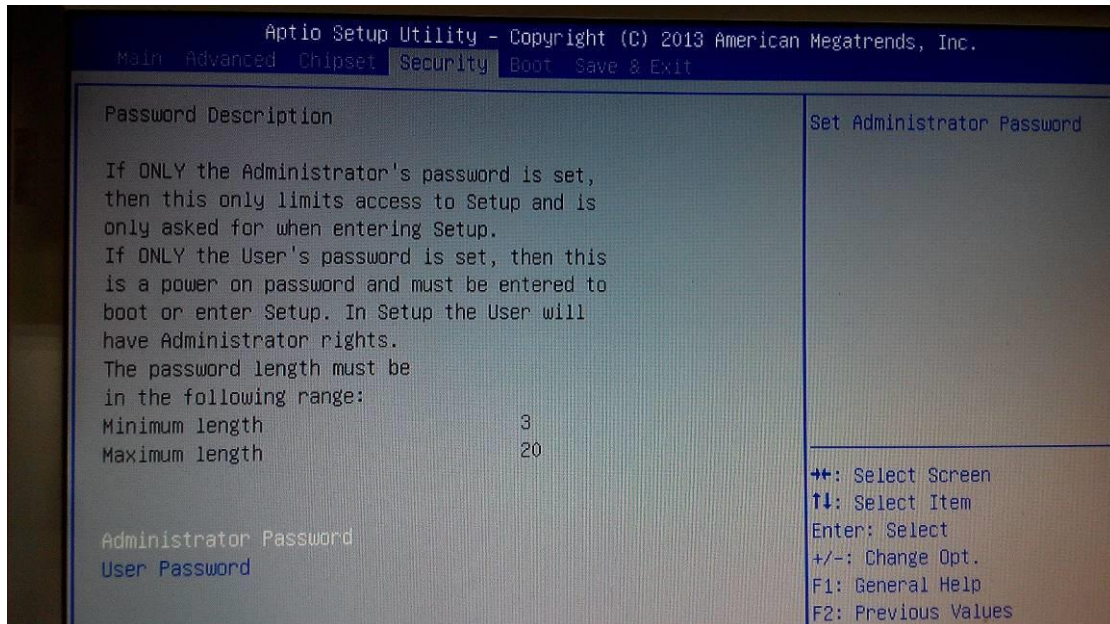 Aptio Setup Utility – Copyright (C) 2013 American Megatrends, Inc.
Main Advanced Chipset Security Boot Save & Exit
Password Description
If ONLY the Administrator's password is set,
then this only limits access to Setup and is
only asked for when entering Setup.
If ONLY the User's password is set, then this
is a power on password and must be entered to
boot or enter Setup. In Setup the User will
have Administrator rights.
The password length must be
in the following range:
Minimum length 3
Maximum length 20
Administrator Password
User Password
Set Administrator Password
→←: Select Screen
↑↓: Select Item
Enter: Select
+/-: Change Opt.
F1: General Help
F2: Previous Values